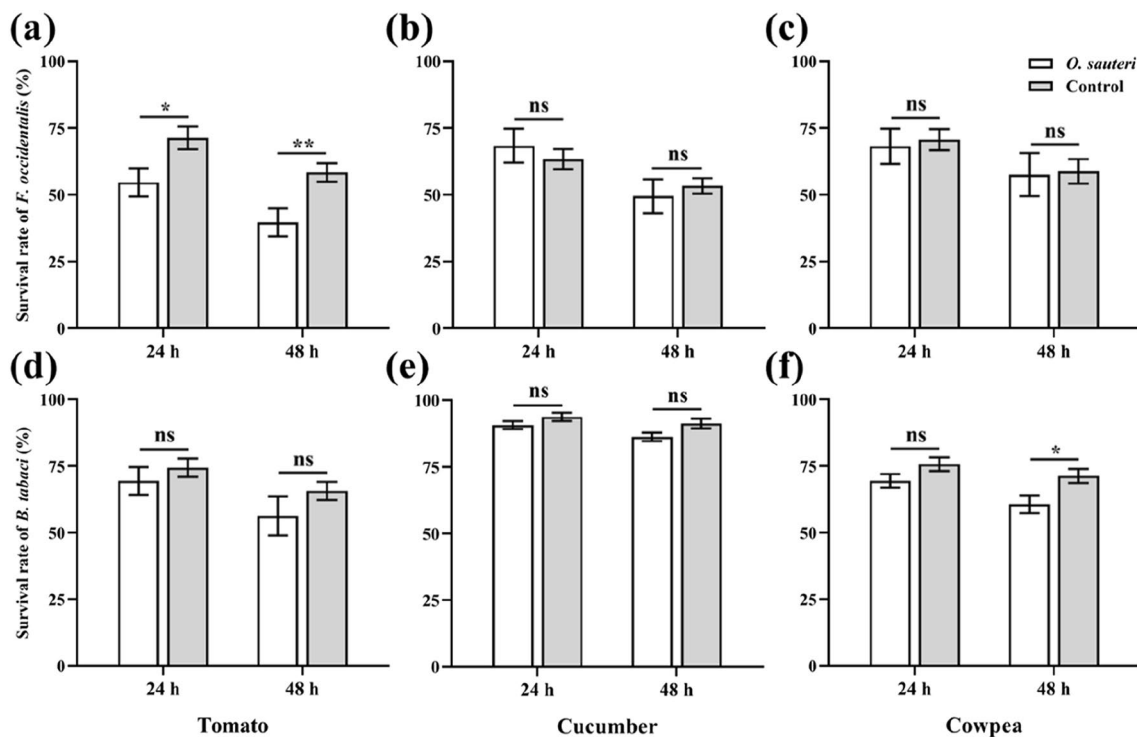 (a)
Survival rate of F. occidentalis (%)
100
75
50
25
0
*
**
24 h
48 h
(b)
100
75
50
25
0
ns
ns
24 h
48 h
(c)
100
75
50
25
0
ns
ns
O. sauteri
Control
24 h
48 h
(d)
Survival rate of B. tabaci (%)
100
75
50
25
0
ns
ns
24 h
48 h
Tomato
(e)
100
75
50
25
0
ns
ns
24 h
48 h
Cucumber
(f)
100
75
50
25
0
ns
*
24 h
48 h
Cowpea